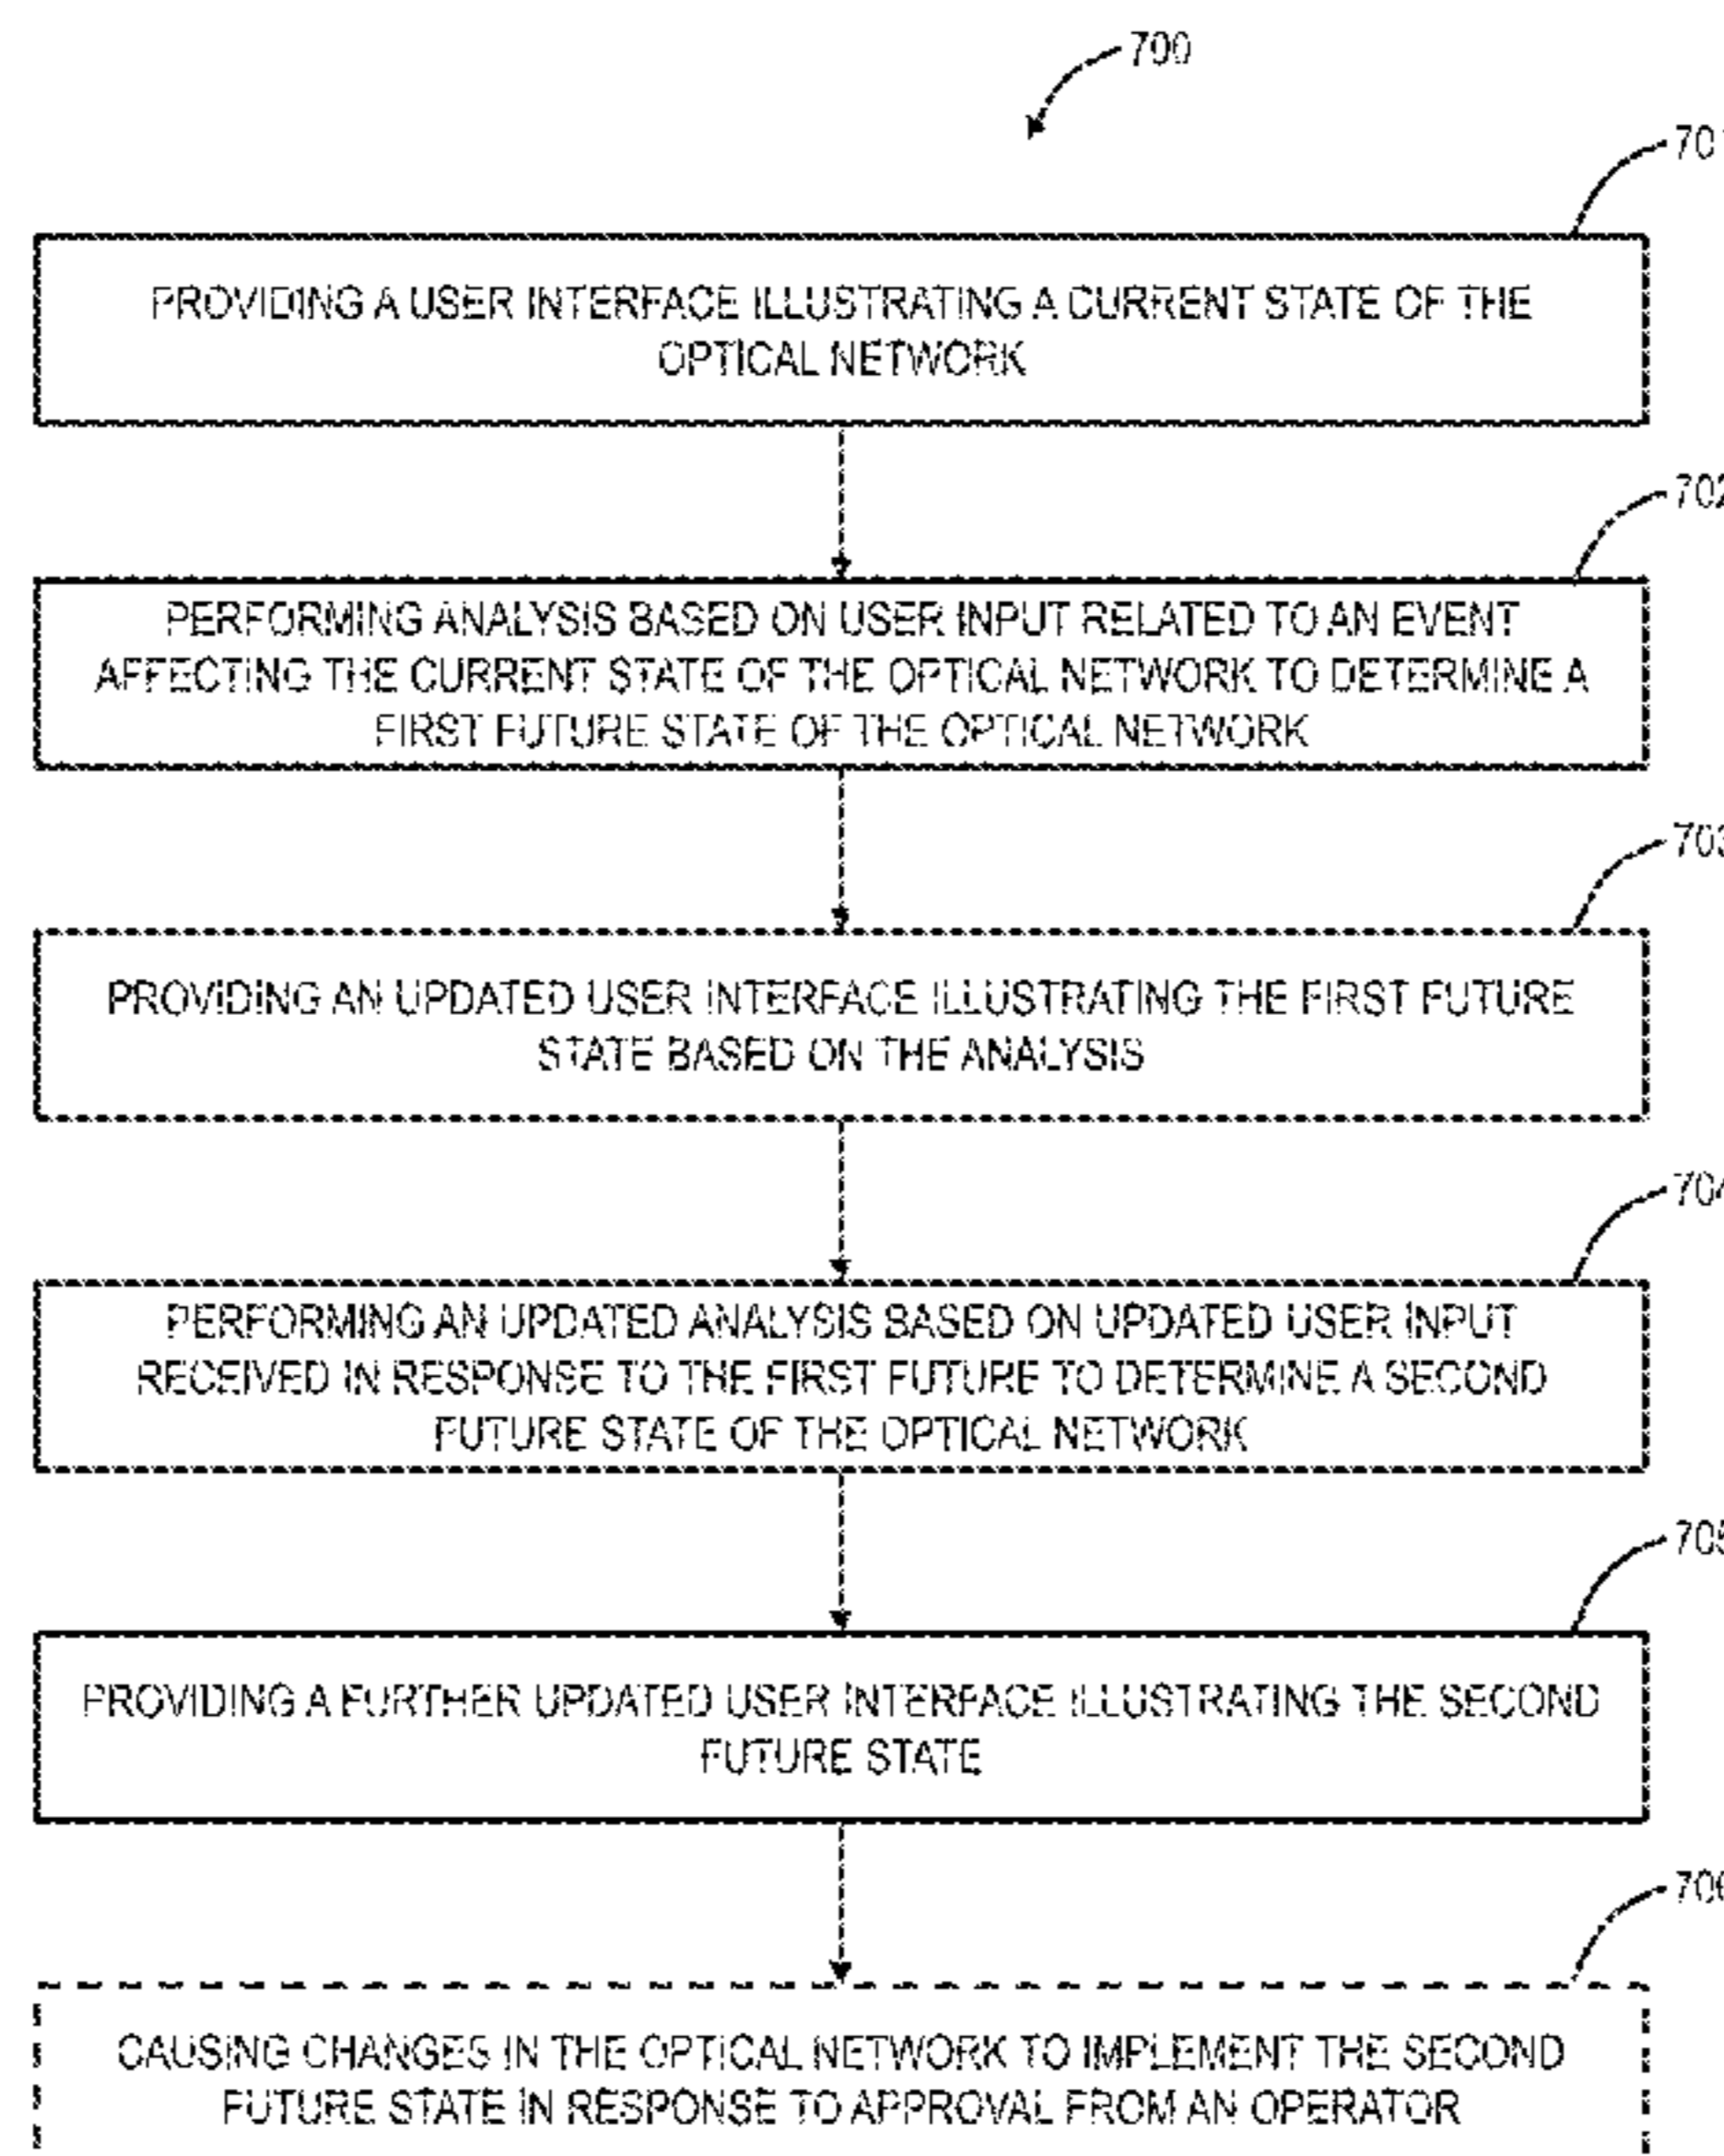 700
701
PROVIDING A USER INTERFACE ILLUSTRATING A CURRENT STATE OF THE
OPTICAL NETWORK
702
PERFORMING ANALYSIS BASED ON USER INPUT RELATED TO AN EVENT
AFFECTING THE CURRENT STATE OF THE OPTICAL NETWORK TO DETERMINE A
FIRST FUTURE STATE OF THE OPTICAL NETWORK
703
PROVIDING AN UPDATED USER INTERFACE ILLUSTRATING THE FIRST FUTURE
STATE BASED ON THE ANALYSIS
704
PERFORMING AN UPDATED ANALYSIS BASED ON UPDATED USER INPUT
RECEIVED IN RESPONSE TO THE FIRST FUTURE TO DETERMINE A SECOND
FUTURE STATE OF THE OPTICAL NETWORK
705
PROVIDING A FURTHER UPDATED USER INTERFACE ILLUSTRATING THE SECOND
FUTURE STATE
706
CAUSING CHANGES IN THE OPTICAL NETWORK TO IMPLEMENT THE SECOND
FUTURE STATE IN RESPONSE TO APPROVAL FROM AN OPERATOR